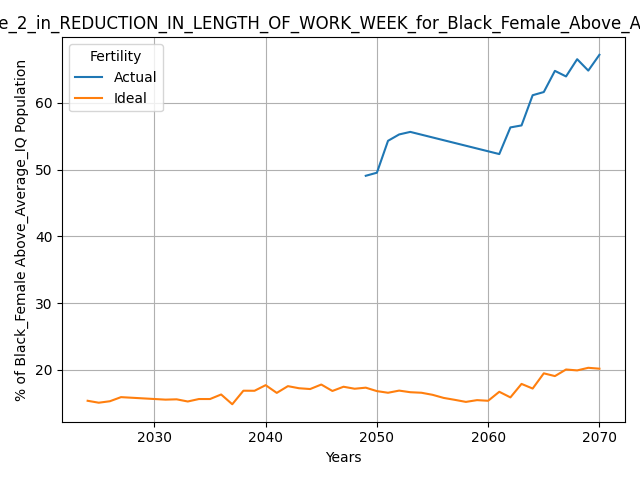 e_2_in_REDUCTION_IN_LENGTH_OF_WORK_WEEK_for_Black_Female_Above_A
Fertility
Actual
Ideal
% of Black_Female Above_Average_IQ Population
60
50
40
30
20
2030
2040
2050
2060
2070
Years